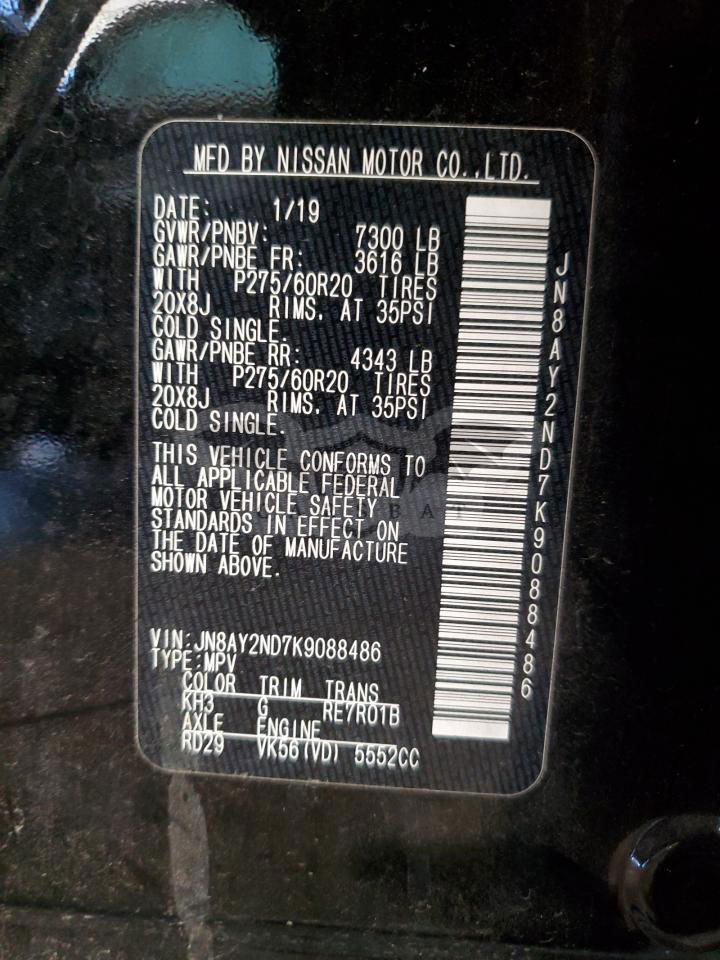 MFD BY NISSAN MOTOR CO.,LTD.
DATE: 1/19
GVWR/PNBV: 7300 LB
GAWR/PNBE FR: 3616 LB
WITH P275/60R20 TIRES
20X8J RIMS. AT 35PSI
COLD SINGLE.
GAWR/PNBE RR: 4343 LB
WITH P275/60R20 TIRES
20X8J RIMS. AT 35PSI
COLD SINGLE.
THIS VEHICLE CONFORMS TO
ALL APPLICABLE FEDERAL
MOTOR VEHICLE SAFETY
STANDARDS IN EFFECT ON
THE DATE OF MANUFACTURE
SHOWN ABOVE.
VIN:JN8AY2ND7K9088486
TYPE:MPV
COLOR TRIM TRANS
KH3 G RE7R01B
AXLE ENGINE
RD29 VK56(VD) 5552CC
JN8AY2ND7K9088486